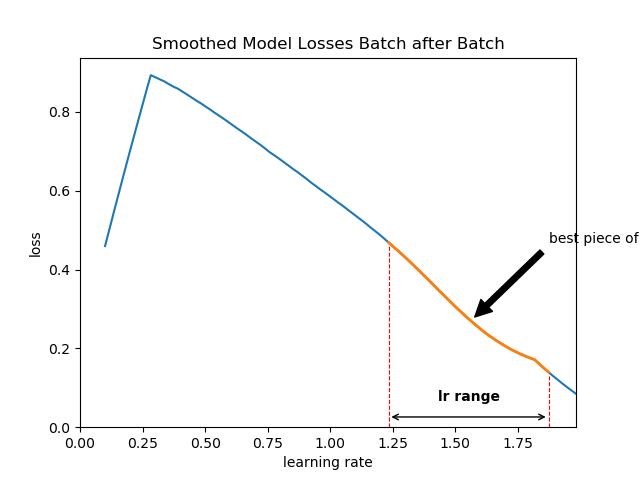 Smoothed Model Losses Batch after Batch
0.8
0.6
0.4
0.2
0.0
loss
best piece of
lr range
0.00 0.25 0.50 0.75 1.00 1.25 1.50 1.75
learning rate